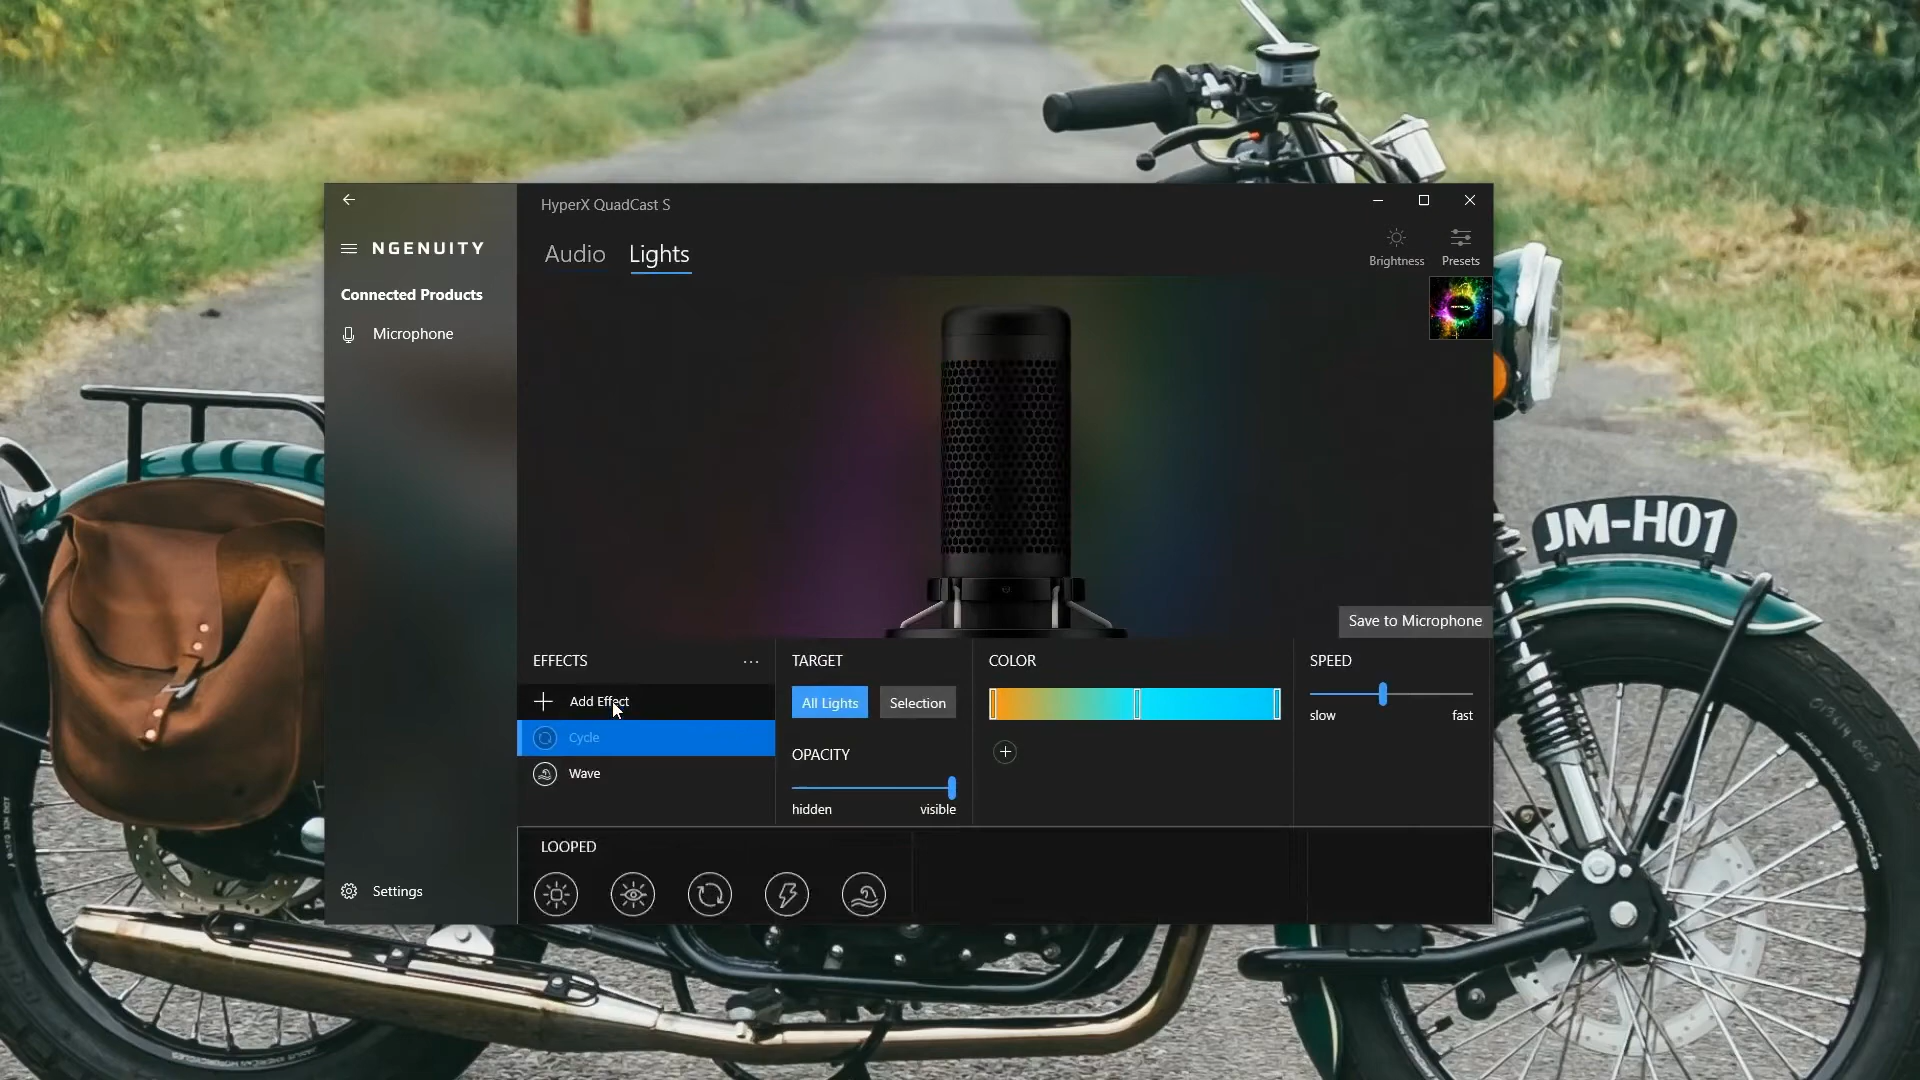 HyperX QuadCast S
NGENUITY
Audio
Lights
Brightness
Presets
Connected Products
Microphone
JM-H01
Save to Microphone
EFFECTS
...
TARGET
COLOR
SPEED
Add Effect
All Lights
Selection
slow
fast
Cycle
OPACITY
Wave
hidden
visible
LOOPED
Settings